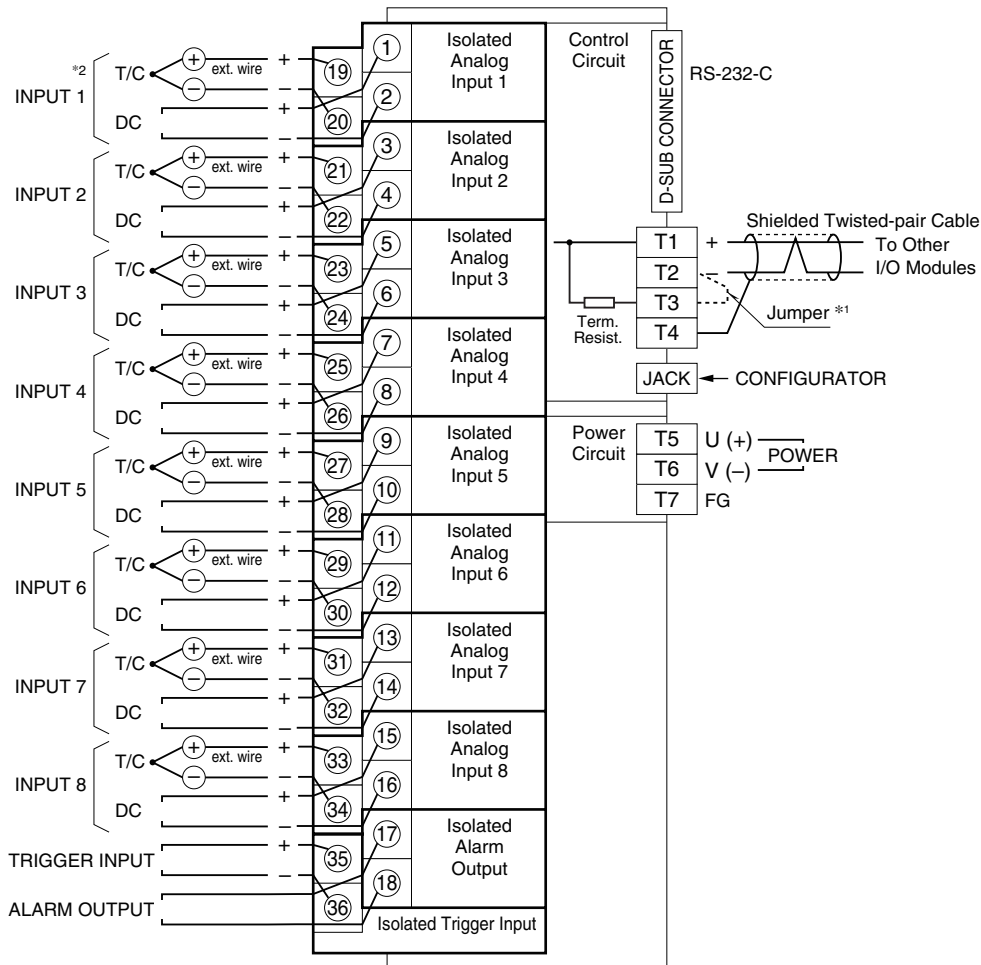 *2
INPUT 1
T/C
+
−
ext. wire
+
−
DC
+
−
19
20
1
2
Isolated
Analog
Input 1
INPUT 2
T/C
+
−
ext. wire
+
−
DC
+
−
21
22
3
4
Isolated
Analog
Input 2
INPUT 3
T/C
+
−
ext. wire
+
−
DC
+
−
23
24
5
6
Isolated
Analog
Input 3
INPUT 4
T/C
+
−
ext. wire
+
−
DC
+
−
25
26
7
8
Isolated
Analog
Input 4
INPUT 5
T/C
+
−
ext. wire
+
−
DC
+
−
27
28
9
10
Isolated
Analog
Input 5
INPUT 6
T/C
+
−
ext. wire
+
−
DC
+
−
29
30
11
12
Isolated
Analog
Input 6
INPUT 7
T/C
+
−
ext. wire
+
−
DC
+
−
31
32
13
14
Isolated
Analog
Input 7
INPUT 8
T/C
+
−
ext. wire
+
−
DC
+
−
33
34
15
16
Isolated
Analog
Input 8
TRIGGER INPUT
+
−
35
36
ALARM OUTPUT
17
18
Isolated
Alarm
Output
Isolated Trigger Input
Control
Circuit
D-SUB CONNECTOR
RS-232-C
Shielded Twisted-pair Cable
T1
+
To Other
I/O Modules
T2
−
T3
Term.
Resist.
Jumper *1
T4
JACK
CONFIGURATOR
Power
Circuit
T5
U (+)
POWER
T6
V (–)
T7
FG